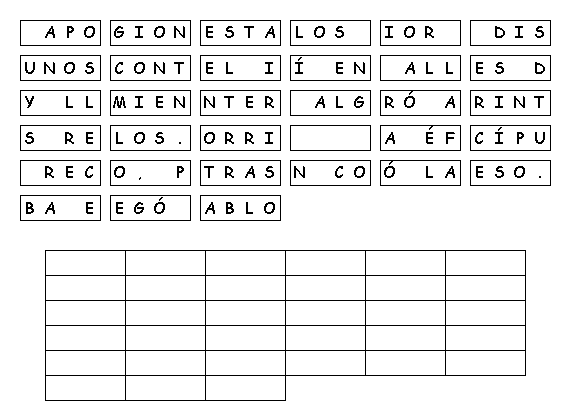 APO GION ESTA LOS IOR DIS
UNOS CONT EL I Í EN ALL ES D
Y LL MIEN NTER ALG RÓ A RINT
S RE LOS. ORRI A ÉF CÍPU
REC O, P TRAS N CO Ó LA ESO.
BA E EGÓ ABLO